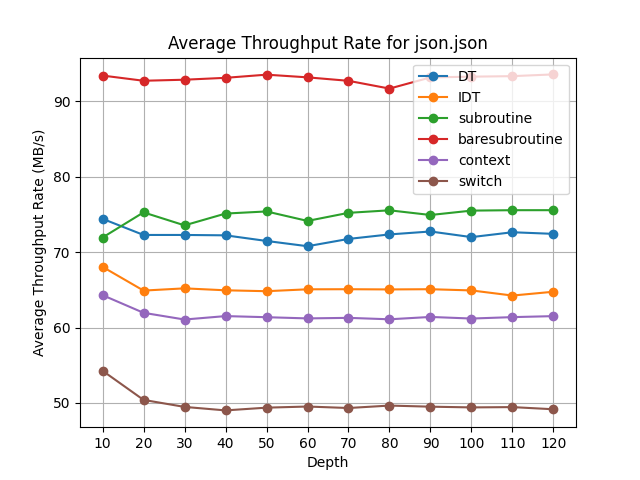 Average Throughput Rate for json.json
Average Throughput Rate (MB/s)
90
80
70
60
50
DT
IDT
subroutine
baresubroutine
context
switch
10 20 30 40 50 60 70 80 90 100 110 120
Depth